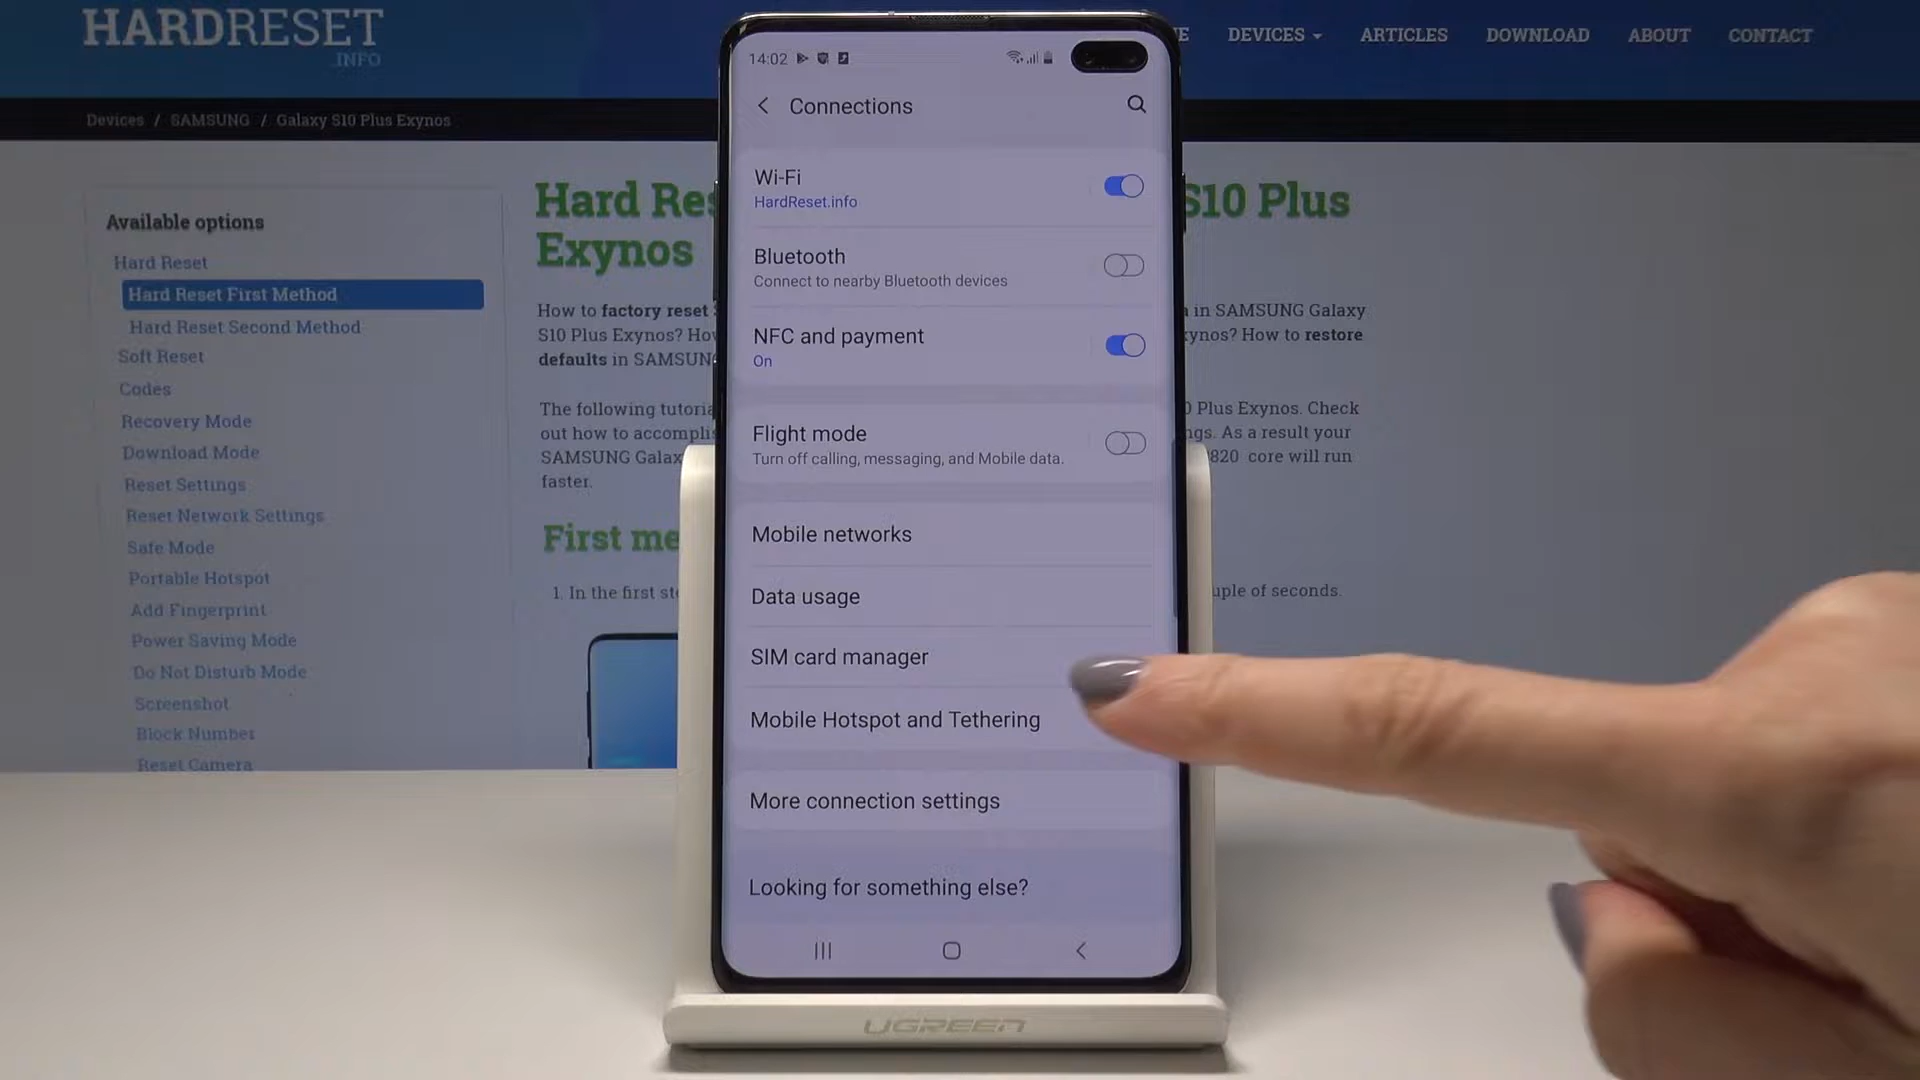 HARDRESET
.INFO
E
DEVICES
ARTICLES
DOWNLOAD
ABOUT
CONTACT
Devices / SAMSUNG / Galaxy S10 Plus Exynos
Available options
Hard Reset
Hard Reset First Method
Hard Reset Second Method
Soft Reset
Codes
Recovery Mode
Download Mode
Reset Settings
Reset Network Settings
Safe Mode
Portable Hotspot
Add Fingerprint
Power Saving Mode
Do Not Disturb Mode
Screenshot
Block Number
Reset Camera
Hard Res S10 Plus
Exynos
How to factory reset in SAMSUNG Galaxy
S10 Plus Exynos? How ynos? How to restore
defaults in SAMSUNG
The following tutoria 0 Plus Exynos. Check
out how to accomplis ngs. As a result your
SAMSUNG Galax 820 core will run
faster.
First me
1. In the first ste uple of seconds.
14:02
Connections
Wi-Fi
HardReset.info
Bluetooth
Connect to nearby Bluetooth devices
NFC and payment
On
Flight mode
Turn off calling, messaging, and Mobile data.
Mobile networks
Data usage
SIM card manager
Mobile Hotspot and Tethering
More connection settings
Looking for something else?
UGREEN